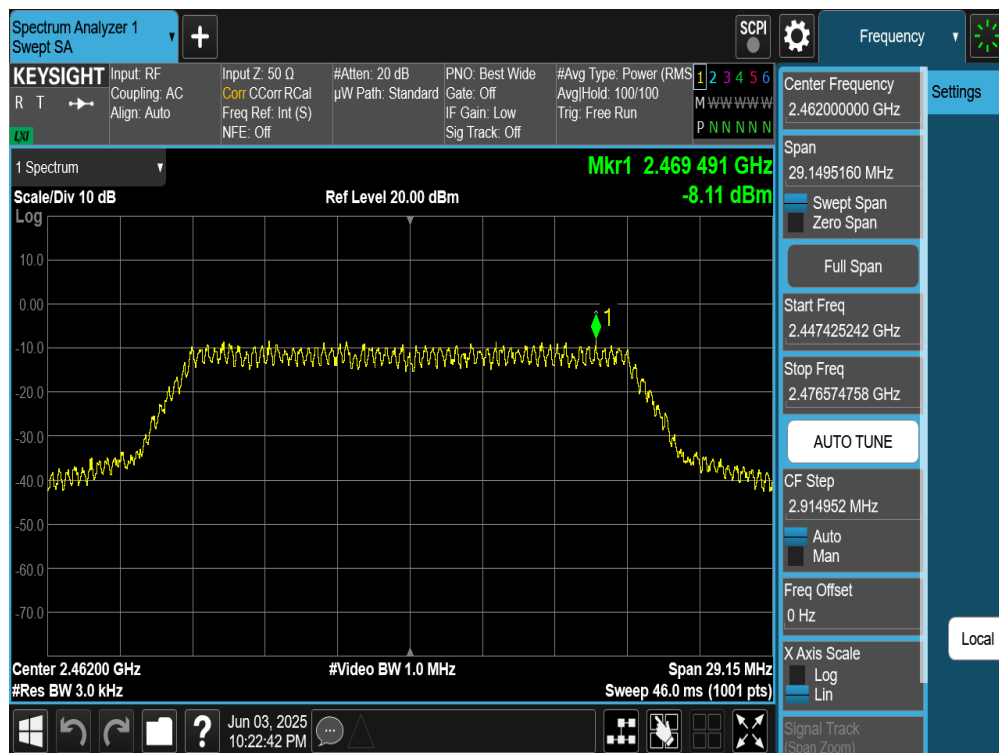 Spectrum Analyzer 1
Swept SA
+
SCPI
Frequency
KEYSIGHT
R T
LXI
Input: RF
Coupling: AC
Align: Auto
Input Z: 50 Ω
Corr CCorr RCal
Freq Ref: Int (S)
NFE: Off
#Atten: 20 dB
µW Path: Standard
PNO: Best Wide
Gate: Off
IF Gain: Low
Sig Track: Off
#Avg Type: Power (RMS
Avg|Hold: 100/100
Trig: Free Run
1 2 3 4 5 6
M W W W W W W
P N N N N N N
1 Spectrum
Mkr1 2.469 491 GHz
-8.11 dBm
Scale/Div 10 dB
Ref Level 20.00 dBm
Log
10.0
0.00
-10.0
-20.0
-30.0
-40.0
-50.0
-60.0
-70.0
1
Center 2.46200 GHz
#Video BW 1.0 MHz
Span 29.15 MHz
#Res BW 3.0 kHz
Sweep 46.0 ms (1001 pts)
?
Jun 03, 2025
10:22:42 PM
Center Frequency
2.462000000 GHz
Span
29.1495160 MHz
Swept Span
Zero Span
Full Span
Start Freq
2.447425242 GHz
Stop Freq
2.476574758 GHz
AUTO TUNE
CF Step
2.914952 MHz
Auto
Man
Freq Offset
0 Hz
X Axis Scale
Log
Lin
Signal Track
(Span Zoom)
Settings
Local